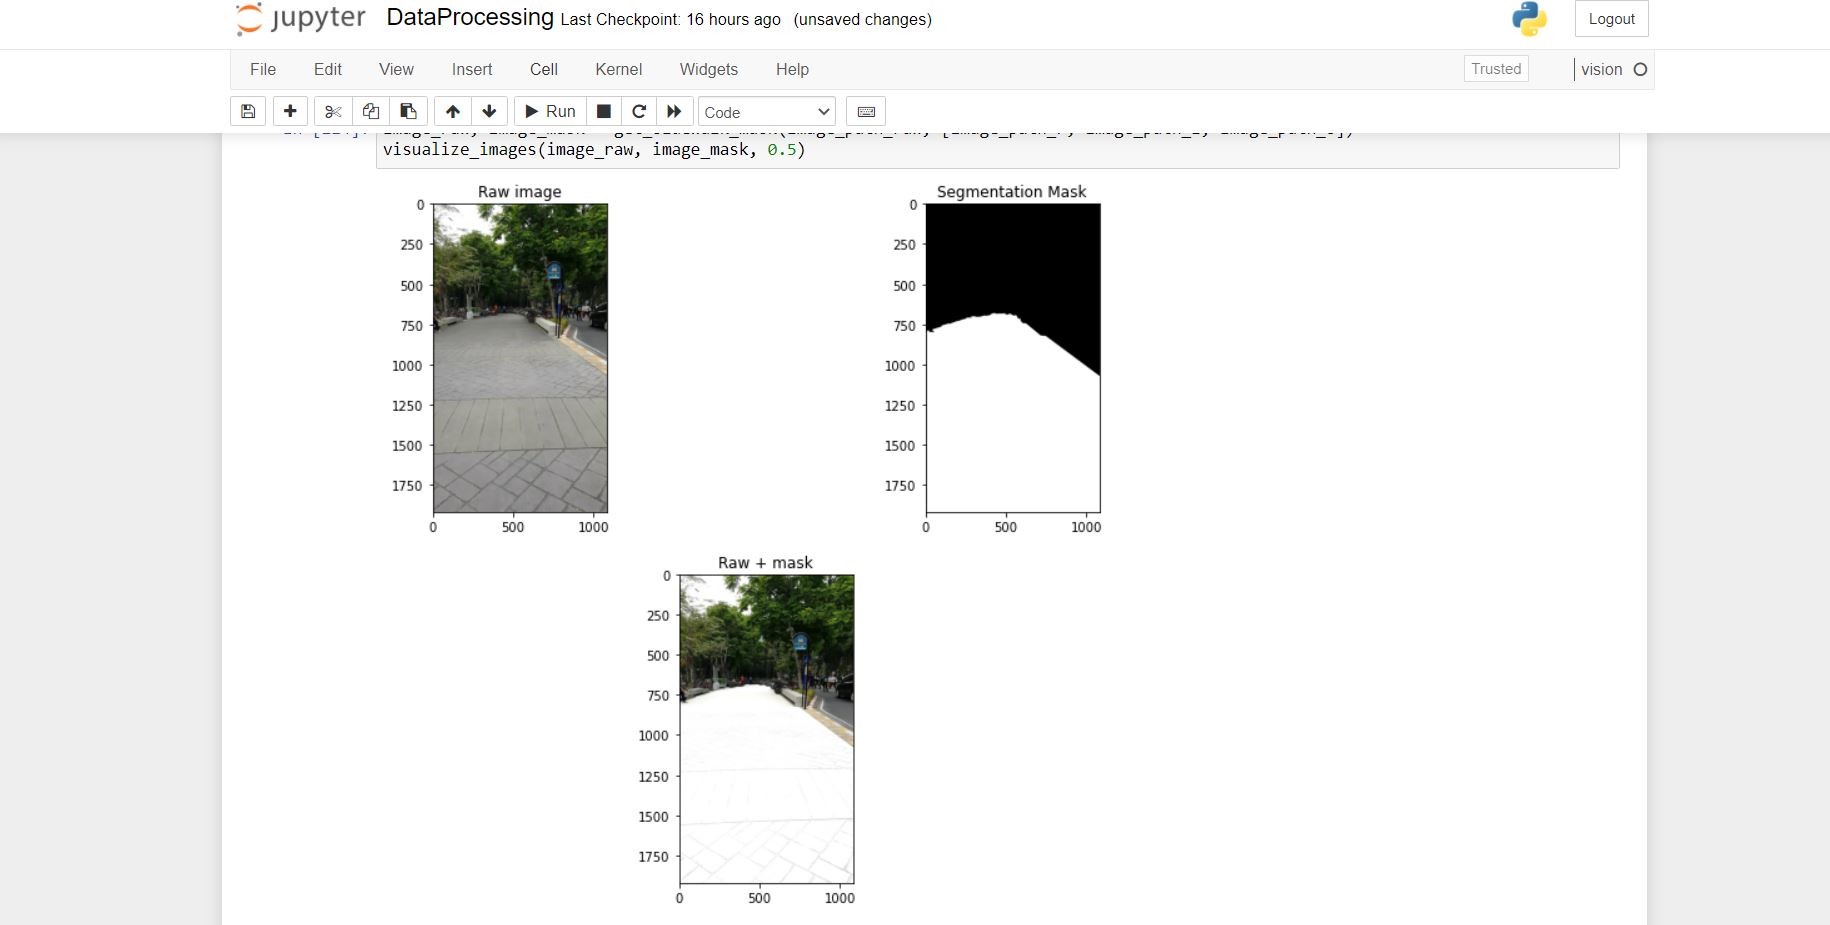 jupyter DataProcessing Last Checkpoint: 16 hours ago (unsaved changes) Logout
File Edit View Insert Cell Kernel Widgets Help Trusted vision
Run Code
visualize_images(image_raw, image_mask, 0.5)
Raw image Segmentation Mask
0 0
250 250
500 500
750 750
1000 1000
1250 1250
1500 1500
1750 1750
0 500 1000 0 500 1000
Raw + mask
0
250
500
750
1000
1250
1500
1750
0 500 1000